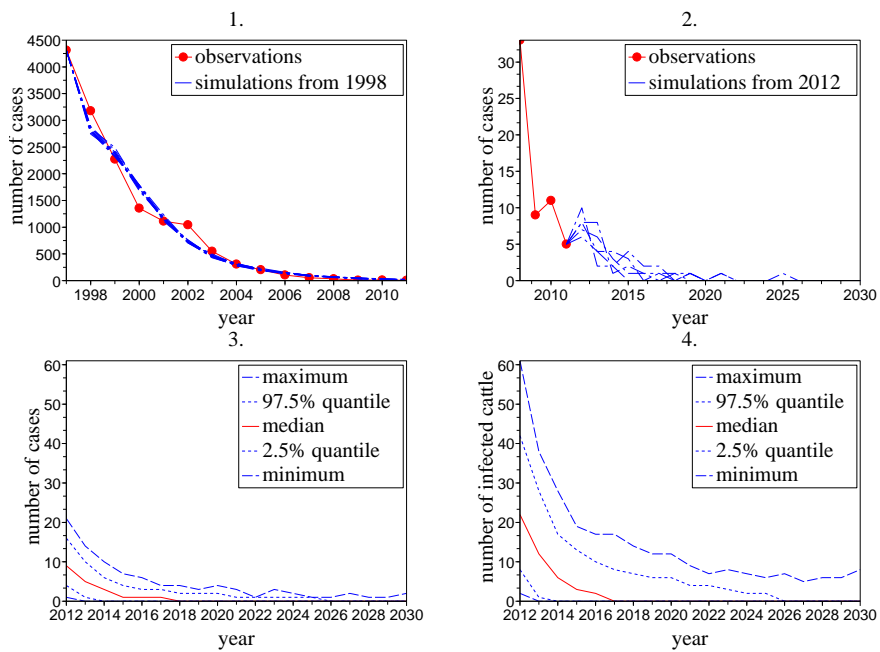 1.
number of cases
4500
4000
3500
3000
2500
2000
1500
1000
500
0
observations
simulations from 1998
1998 2000 2002 2004 2006 2008 2010
year
2.
number of cases
30
25
20
15
10
5
0
observations
simulations from 2012
2010 2015 2020 2025 2030
year
3.
number of cases
60
50
40
30
20
10
0
maximum
97.5% quantile
median
2.5% quantile
minimum
2012 2014 2016 2018 2020 2022 2024 2026 2028 2030
year
4.
number of infected cattle
60
50
40
30
20
10
0
maximum
97.5% quantile
median
2.5% quantile
minimum
2012 2014 2016 2018 2020 2022 2024 2026 2028 2030
year